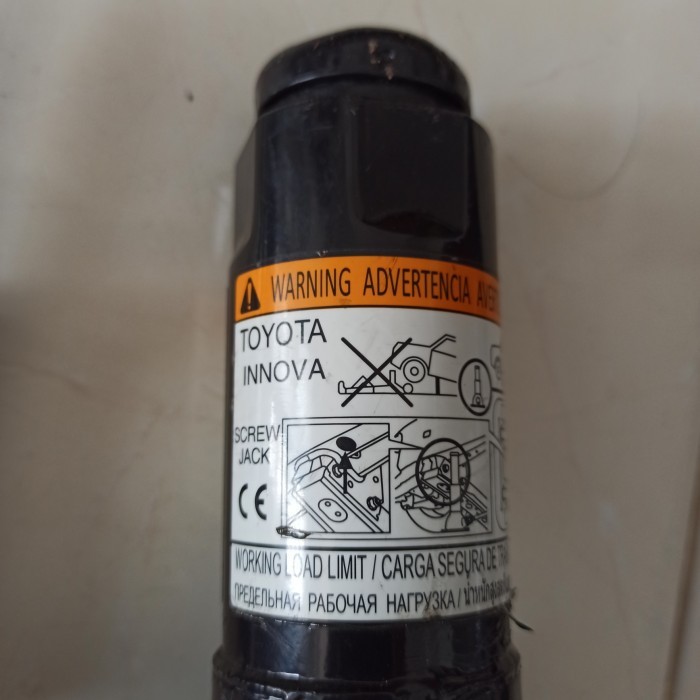 WARNING ADVERTENCIA
TOYOTA
INNOVA
SCREW
JACK
CE
WORKING LOAD LIMIT / CARGA SEGURA DE
ПРЕДЕЛЬНАЯ РАБОЧАЯ НАГРУЗКА /